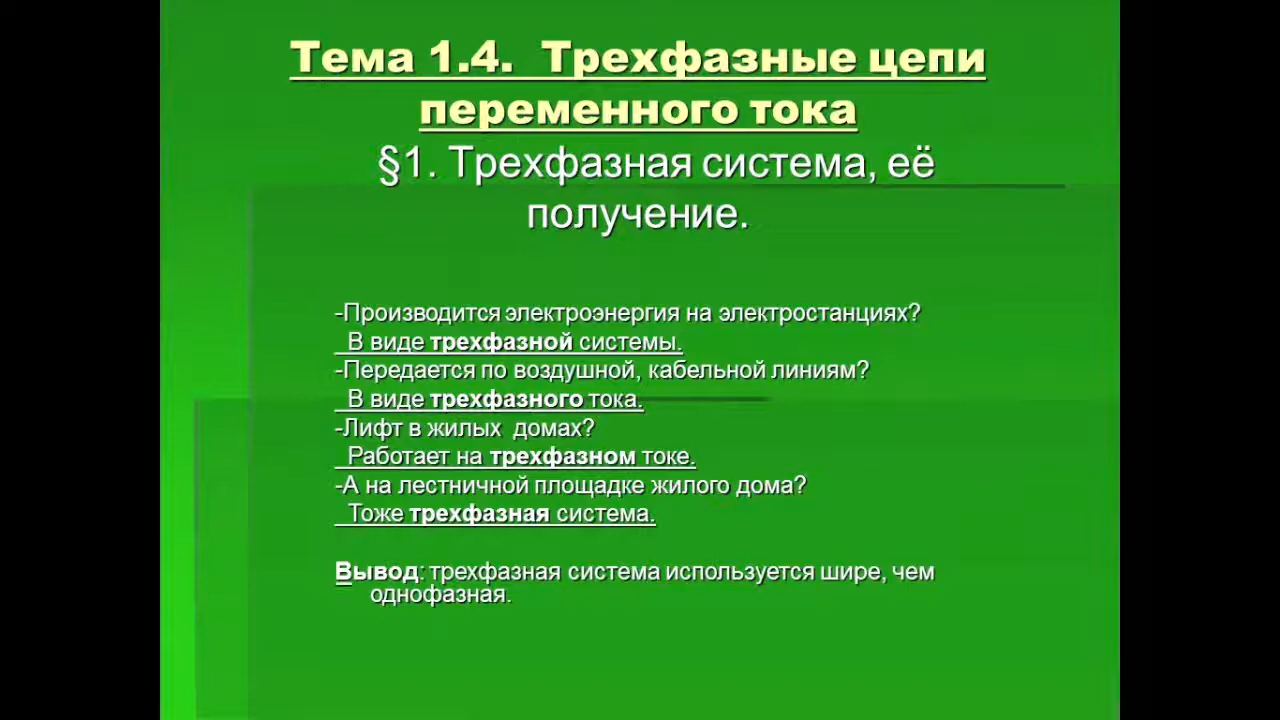 Тема 1.4. Трехфазные цепи
переменного тока
§1. Трехфазная система, её
получение.
-Производится электроэнергия на электростанциях?
В виде трехфазной системы.
-Передается по воздушной, кабельной линиям?
В виде трехфазного тока.
-Лифт в жилых домах?
Работает на трехфазном токе.
-А на лестничной площадке жилого дома?
Тоже трехфазная система.
Вывод: трехфазная система используется шире, чем
однофазная.